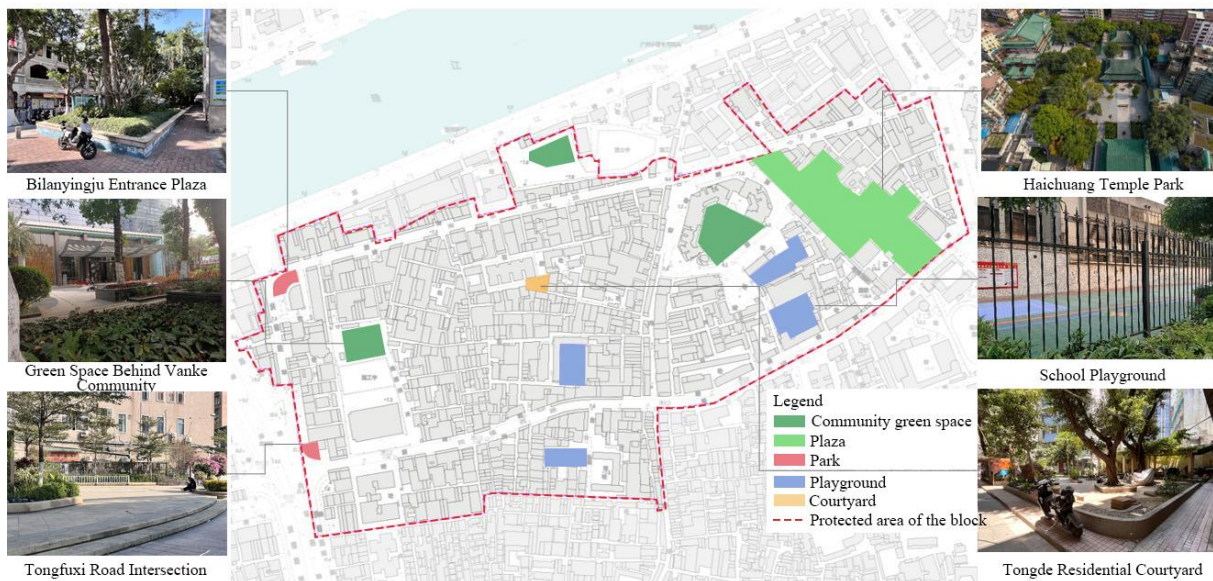 Bilanyingju Entrance Plaza
Green Space Behind Vanke
Community
Tongfuxi Road Intersection
Haichuang Temple Park
School Playground
Tongde Residential Courtyard
Legend
Community green space
Plaza
Park
Playground
Courtyard
Protected area of the block